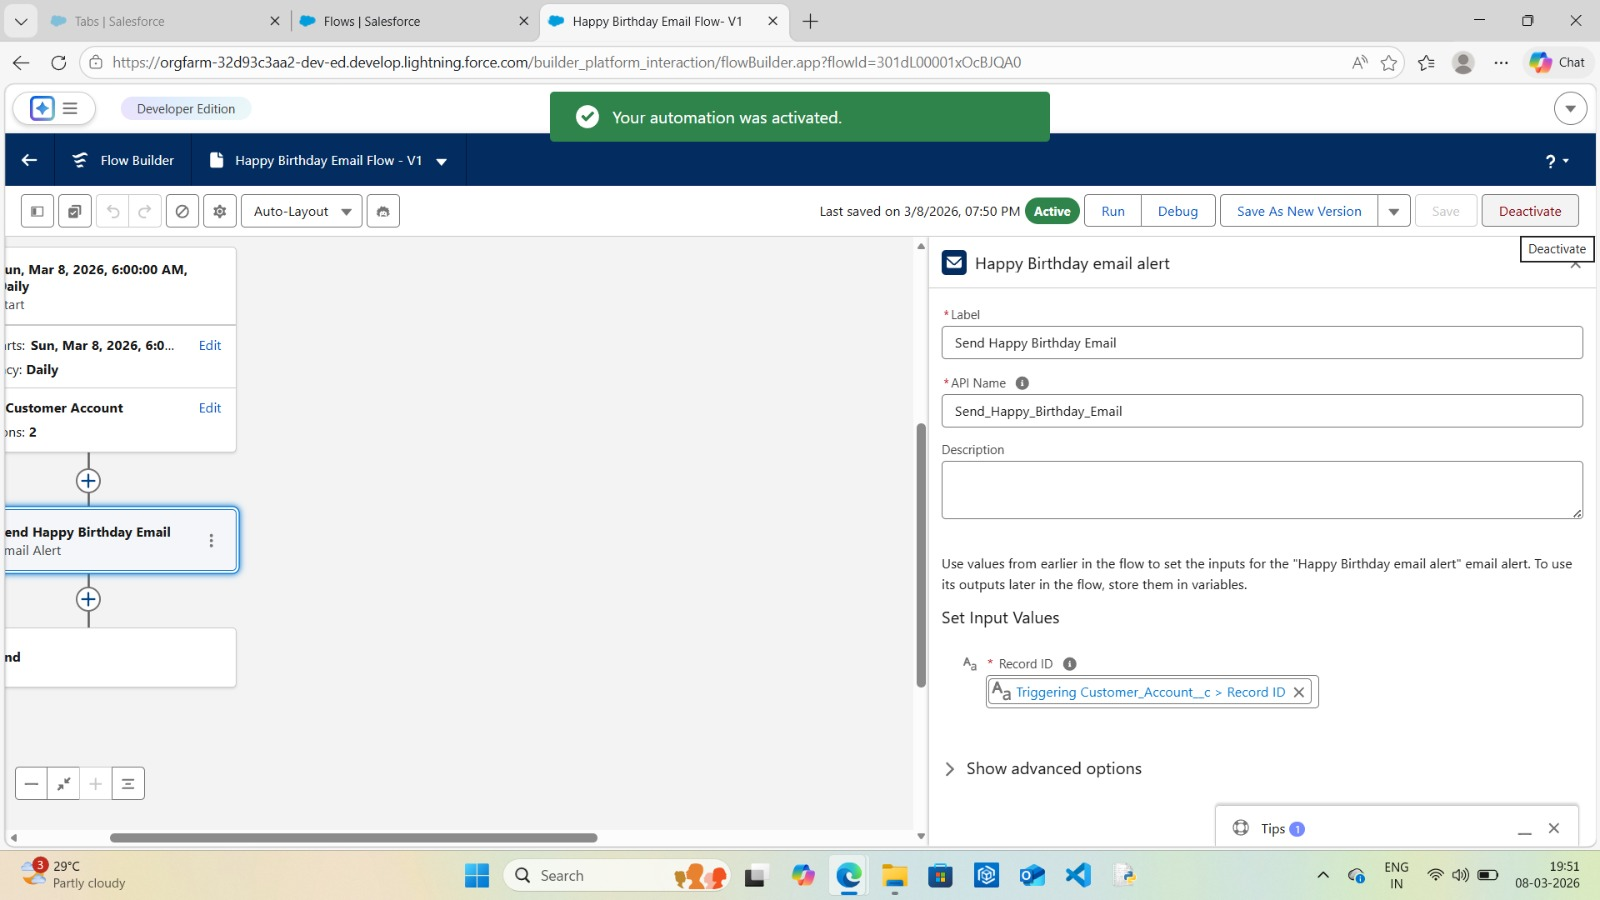 Tabs | Salesforce
Flows | Salesforce
Happy Birthday Email Flow- V1
https://orgfarm-32d93c3aa2-dev-ed.develop.lightning.force.com/builder_platform_interaction/flowBuilder.app?flowId=301dL00001xOcBJQA0
Chat
Developer Edition
Your automation was activated.
Flow Builder
Happy Birthday Email Flow - V1
?
Auto-Layout
Last saved on 3/8/2026, 07:50 PM
Active
Run
Debug
Save As New Version
Save
Deactivate
Deactivate
un, Mar 8, 2026, 6:00:00 AM,
aily
tart
rts: Sun, Mar 8, 2026, 6:0...
Edit
cy: Daily
Customer Account
Edit
ons: 2
end Happy Birthday Email
mail Alert
nd
Happy Birthday email alert
*Label
Send Happy Birthday Email
*API Name
Send_Happy_Birthday_Email
Description
Use values from earlier in the flow to set the inputs for the "Happy Birthday email alert" email alert. To use
its outputs later in the flow, store them in variables.
Set Input Values
Aa * Record ID
Aa Triggering Customer_Account__c > Record ID
Show advanced options
Tips 1
3
29°C
Partly cloudy
Search
ENG
IN
19:51
08-03-2026